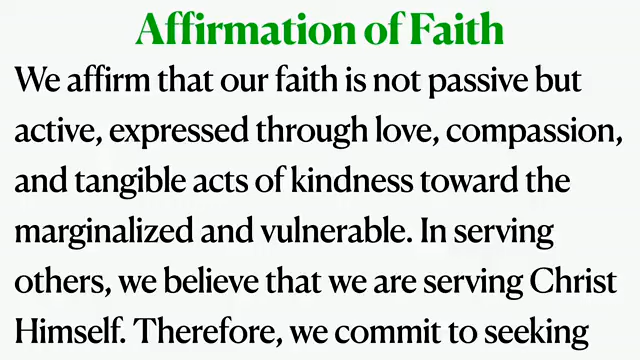 Affirmation of Faith
We affirm that our faith is not passive but
active, expressed through love, compassion,
and tangible acts of kindness toward the
marginalized and vulnerable. In serving
others, we believe that we are serving Christ
Himself. Therefore, we commit to seeking